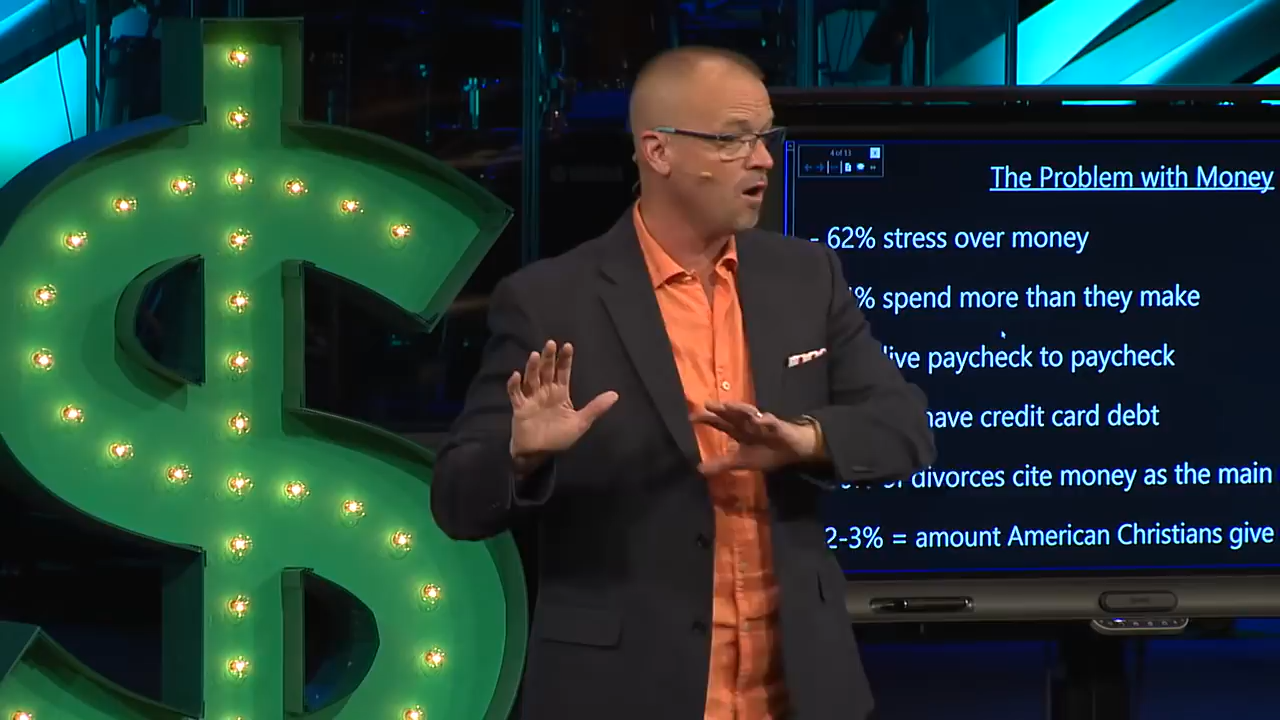 4 of 13
The Problem with Money
- 62% stress over money
% spend more than they make
live paycheck to paycheck
have credit card debt
divorces cite money as the main
2-3% = amount American Christians give